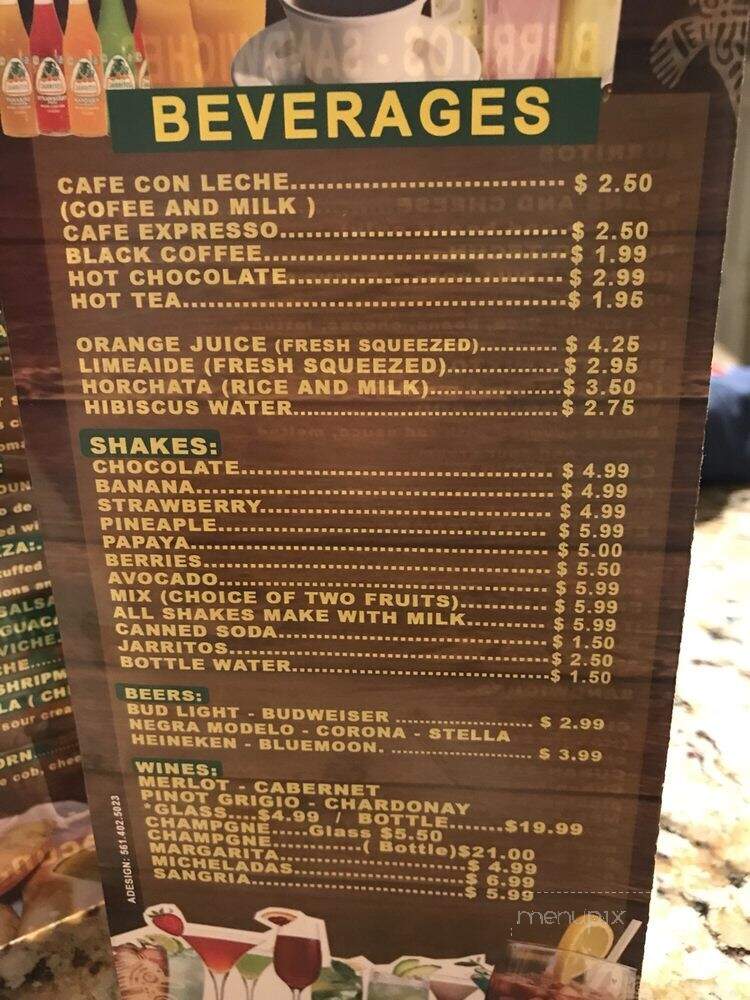 BURRITOS - SANDWICHE
BEVERAGES
CAFE CON LECHE.......................... $ 2.50
(COFEE AND MILK )
CAFE EXPRESSO...........................$ 2.50
BLACK COFFEE............................$ 1.99
HOT CHOCOLATE...........................$ 2.99
HOT TEA.................................$ 1.95
ORANGE JUICE (FRESH SQUEEZED).......... $ 4.25
LIMEAIDE (FRESH SQUEEZED)...............$ 2.95
HORCHATA (RICE AND MILK)................$ 3.50
HIBISCUS WATER..........................$ 2.75
SHAKES:
CHOCOLATE............................... $ 4.99
BANANA.................................. $ 4.99
STRAWBERRY.............................. $ 4.99
PINEAPLE................................ $ 5.99
PAPAYA.................................. $ 5.00
BERRIES................................. $ 5.50
AVOCADO................................. $ 5.99
MIX (CHOICE OF TWO FRUITS).............. $ 5.99
ALL SHAKES MAKE WITH MILK............... $ 5.99
CANNED SODA.............................$ 1.50
JARRITOS................................$ 2.50
BOTTLE WATER............................$ 1.50
BEERS:
BUD LIGHT - BUDWEISER .................... $ 2.99
NEGRA MODELO - CORONA - STELLA
HEINEKEN - BLUEMOON. .................... $ 3.99
WINES:
MERLOT - CABERNET
PINOT GRIGIO - CHARDONAY
*GLASS....$4.99 / BOTTLE.......$19.99
CHAMPGNE......Glass $5.50
CHAMPGNE..............( Bottle)$21.00
MARGARITA...........................$ 4.99
MICHELADAS..........................$ 6.99
SANGRIA.............................$ 5.99
ADESIGN: 561.402.5023
menupix